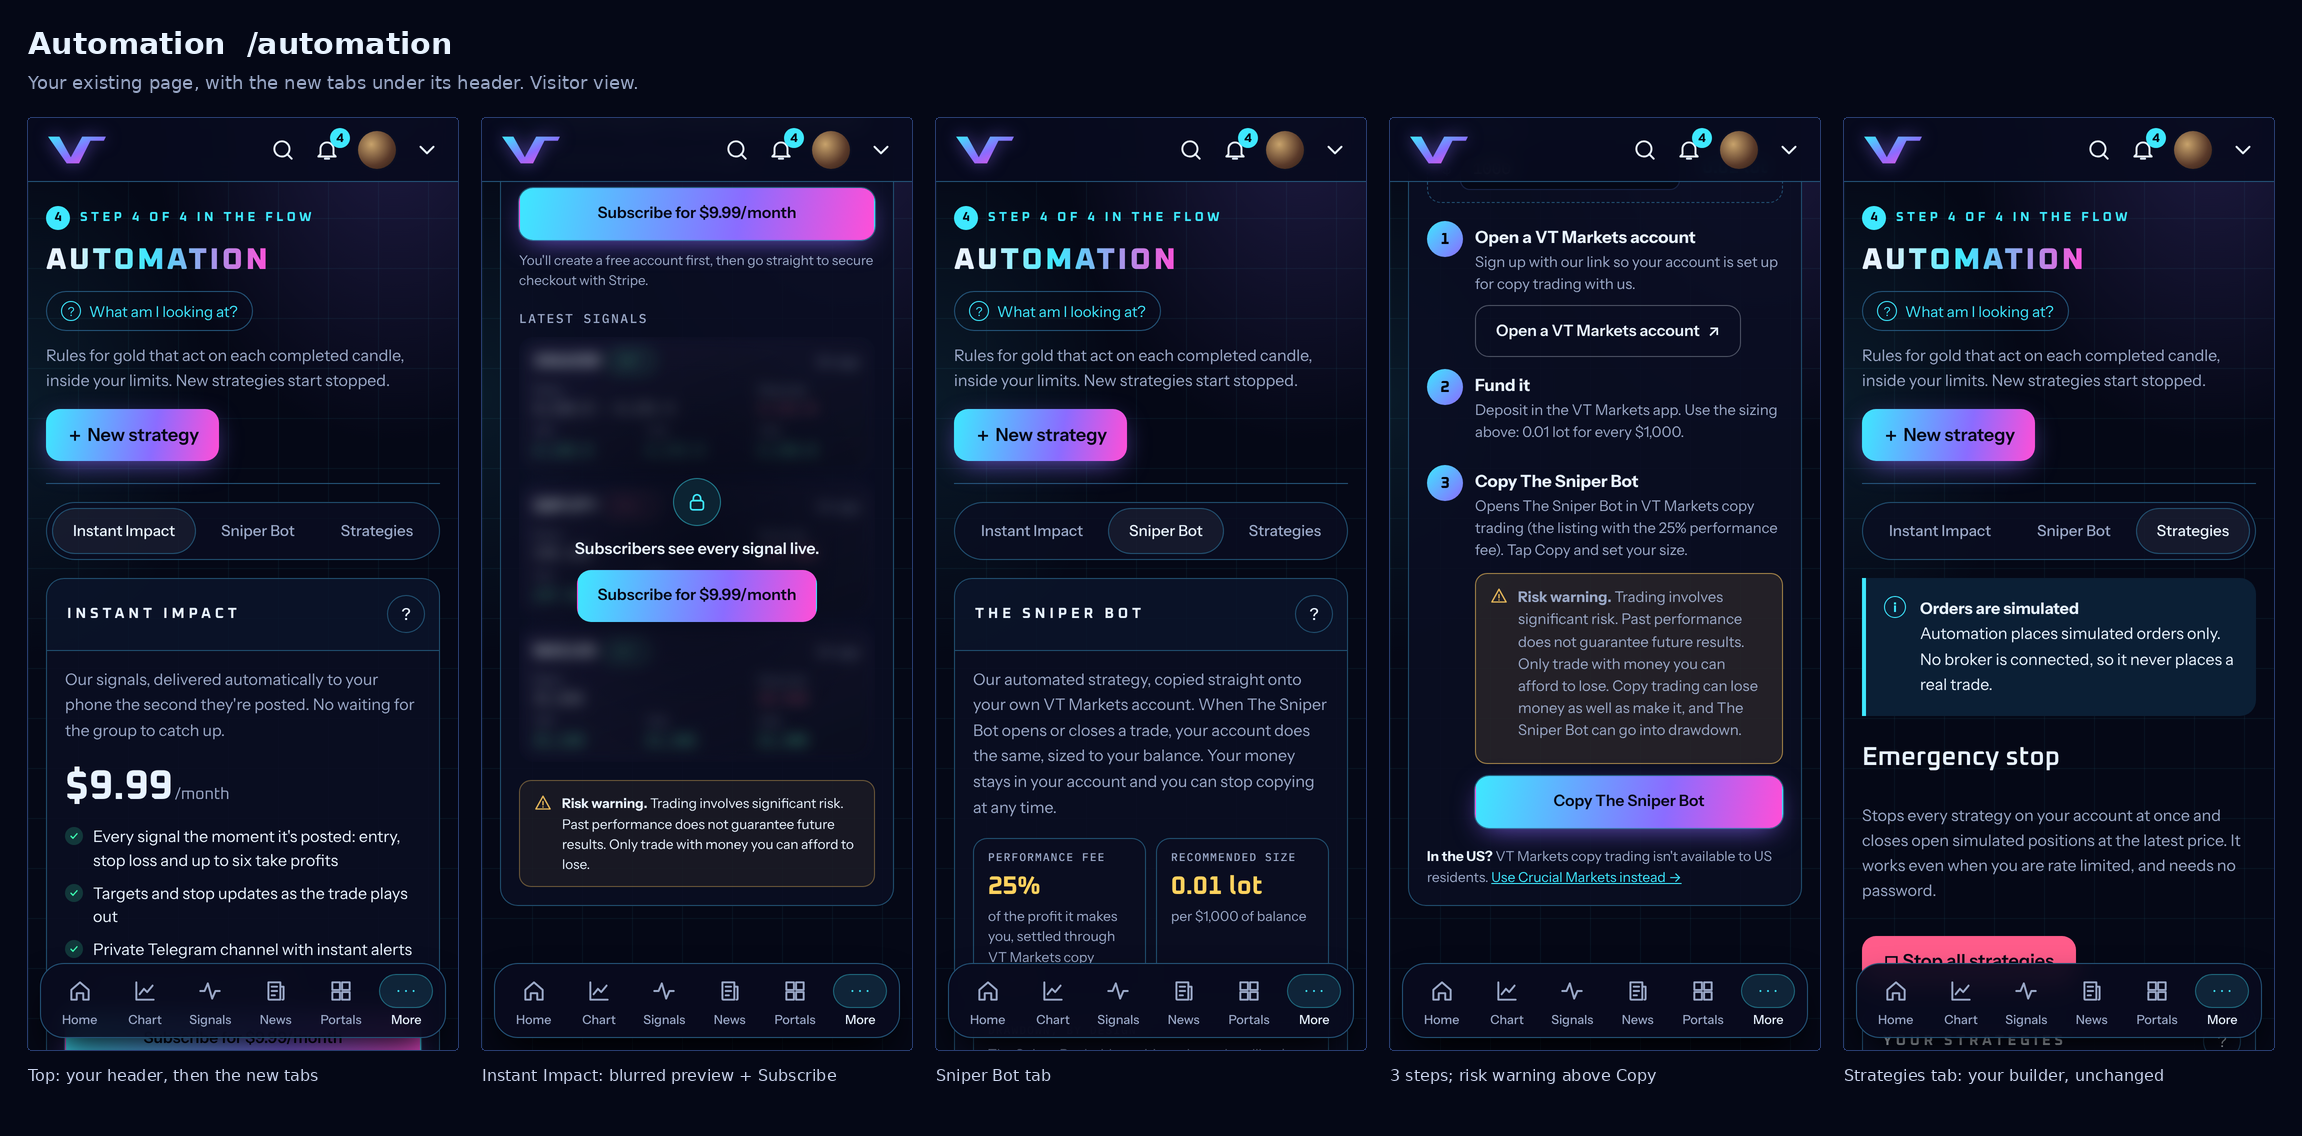 Automation /automation
Your existing page, with the new tabs under its header. Visitor view.
4
4 STEP 4 OF 4 IN THE FLOW
AUTOMATION
? What am I looking at?
Rules for gold that act on each completed candle,
inside your limits. New strategies start stopped.
+ New strategy
Instant Impact Sniper Bot Strategies
INSTANT IMPACT ?
Our signals, delivered automatically to your
phone the second they're posted. No waiting for
the group to catch up.
$9.99/month
Every signal the moment it's posted: entry,
stop loss and up to six take profits
Targets and stop updates as the trade plays
out
Private Telegram channel with instant alerts
Home Chart Signals News Portals More
Subscribe for $9.99/month
Top: your header, then the new tabs
4
Subscribe for $9.99/month
You'll create a free account first, then go straight to secure
checkout with Stripe.
LATEST SIGNALS
Subscribers see every signal live.
Subscribe for $9.99/month
Risk warning. Trading involves significant risk.
Past performance does not guarantee future
results. Only trade with money you can afford to
lose.
Home Chart Signals News Portals More
Instant Impact: blurred preview + Subscribe
4
4 STEP 4 OF 4 IN THE FLOW
AUTOMATION
? What am I looking at?
Rules for gold that act on each completed candle,
inside your limits. New strategies start stopped.
+ New strategy
Instant Impact Sniper Bot Strategies
THE SNIPER BOT ?
Our automated strategy, copied straight onto
your own VT Markets account. When The Sniper
Bot opens or closes a trade, your account does
the same, sized to your balance. Your money
stays in your account and you can stop copying
at any time.
PERFORMANCE FEE
25%
of the profit it makes
you, settled through
VT Markets copy
RECOMMENDED SIZE
0.01 lot
per $1,000 of balance
Home Chart Signals News Portals More
Sniper Bot tab
4
1 Open a VT Markets account
Sign up with our link so your account is set up
for copy trading with us.
Open a VT Markets account ↗
2 Fund it
Deposit in the VT Markets app. Use the sizing
above: 0.01 lot for every $1,000.
3 Copy The Sniper Bot
Opens The Sniper Bot in VT Markets copy
trading (the listing with the 25% performance
fee). Tap Copy and set your size.
Risk warning. Trading involves
significant risk. Past performance
does not guarantee future results.
Only trade with money you can
afford to lose. Copy trading can lose
money as well as make it, and The
Sniper Bot can go into drawdown.
Copy The Sniper Bot
In the US? VT Markets copy trading isn't available to US
residents. Use Crucial Markets instead →
Home Chart Signals News Portals More
3 steps; risk warning above Copy
4
4 STEP 4 OF 4 IN THE FLOW
AUTOMATION
? What am I looking at?
Rules for gold that act on each completed candle,
inside your limits. New strategies start stopped.
+ New strategy
Instant Impact Sniper Bot Strategies
Orders are simulated
Automation places simulated orders only.
No broker is connected, so it never places a
real trade.
Emergency stop
Stops every strategy on your account at once and
closes open simulated positions at the latest price. It
works even when you are rate limited, and needs no
password.
Stop all strategies
Home Chart Signals News Portals More
YOUR STRATEGIES ?
Strategies tab: your builder, unchanged